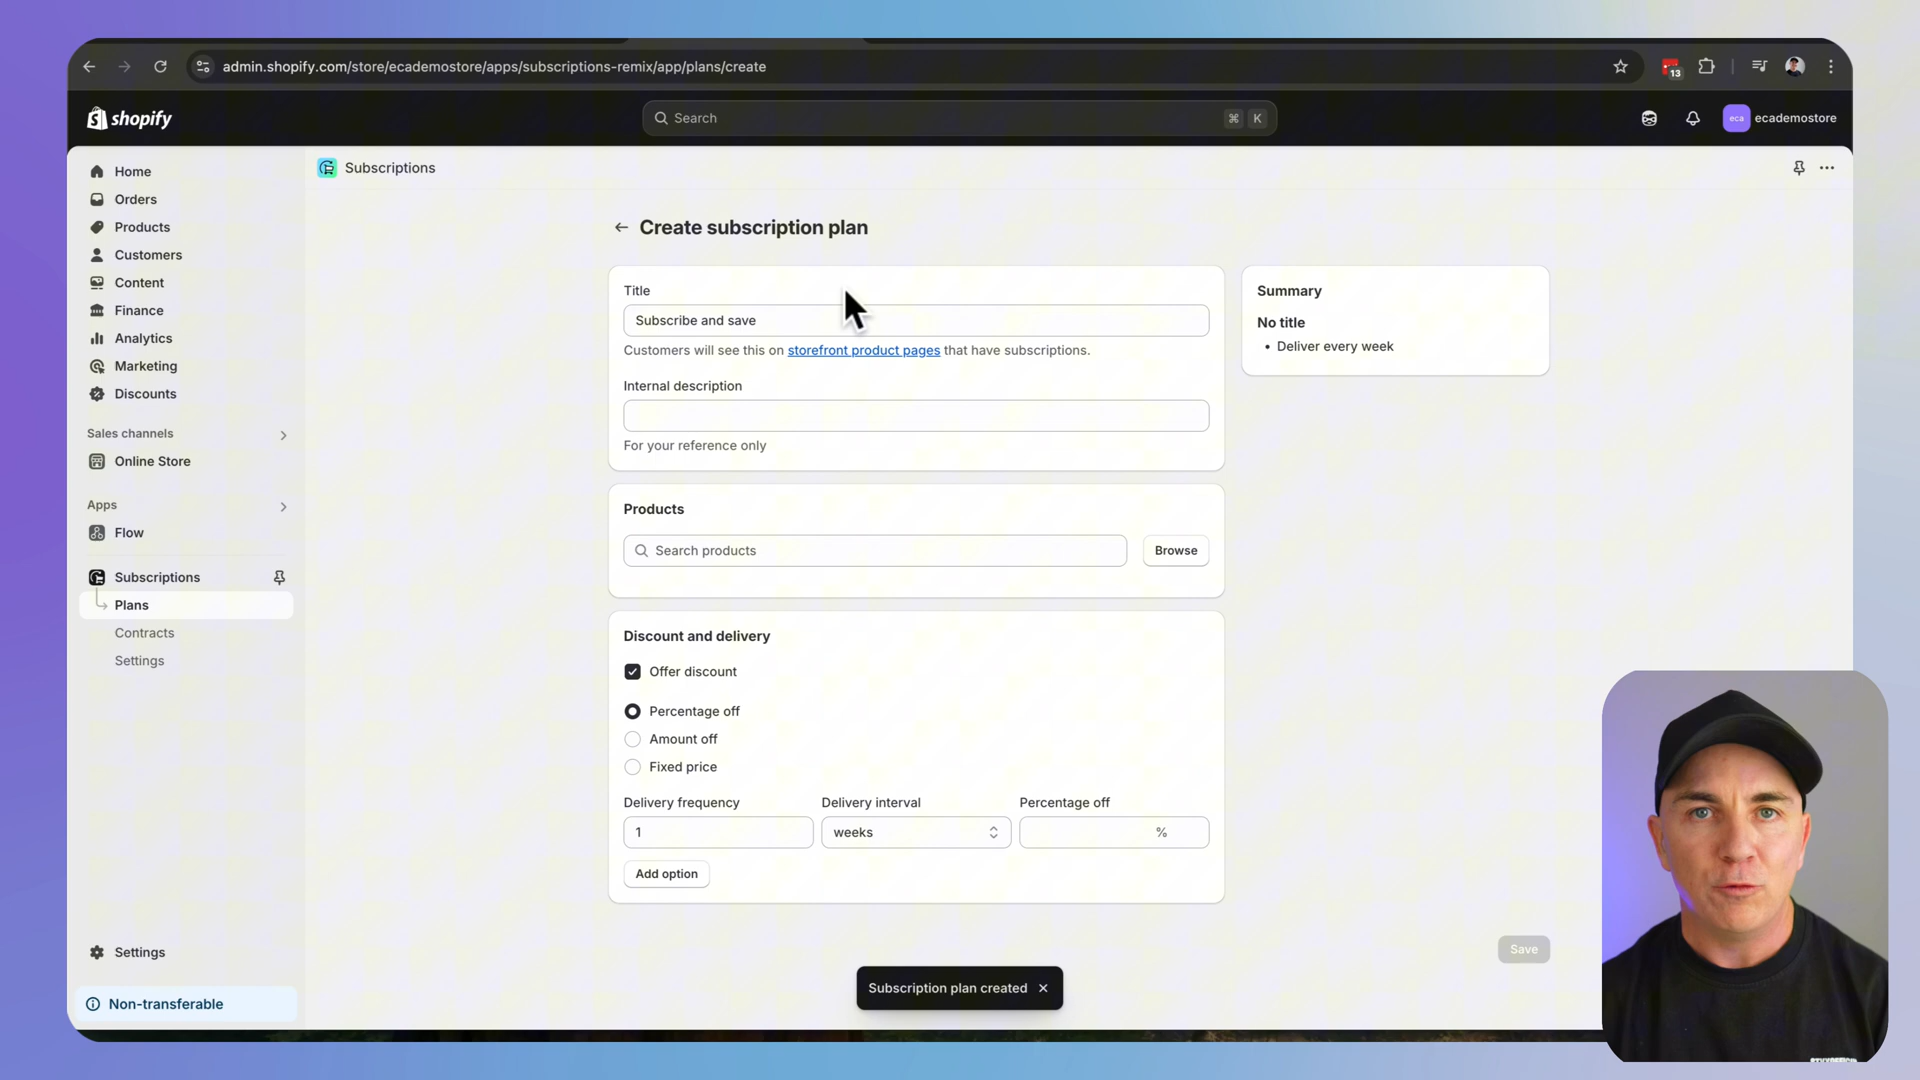 admin.shopify.com/store/ecademostore/apps/subscriptions-remix/app/plans/create
13
shopify
Search
⌘ K
eca
ecademostore
Home
Orders
Products
Customers
Content
Finance
Analytics
Marketing
Discounts
Sales channels
Online Store
Apps
Flow
Subscriptions
Plans
Contracts
Settings
Settings
Non-transferable
Subscriptions
Create subscription plan
Title
Subscribe and save
Customers will see this on storefront product pages that have subscriptions.
Internal description
For your reference only
Products
Search products
Browse
Discount and delivery
Offer discount
Percentage off
Amount off
Fixed price
Delivery frequency
Delivery interval
Percentage off
1
weeks
%
Add option
Summary
No title
• Deliver every week
Save
Subscription plan created